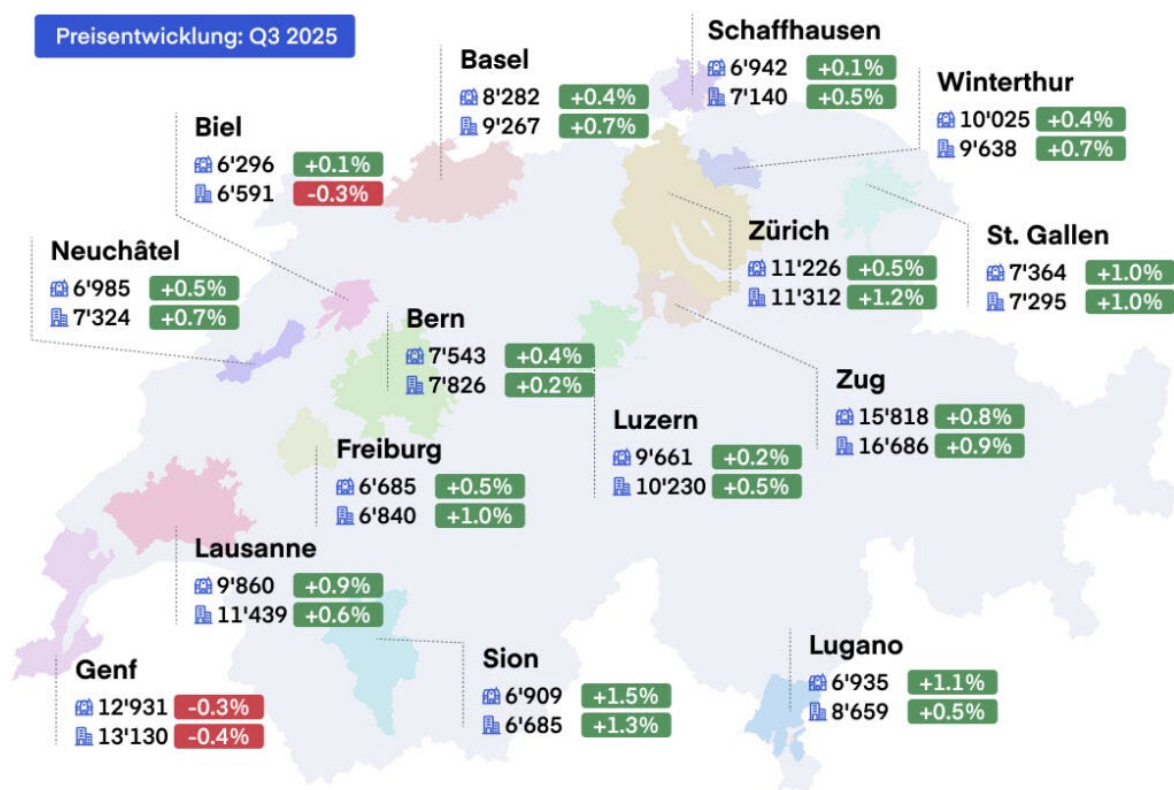 Preisentwicklung: Q3 2025
Schaffhausen
6'942 +0.1%
7'140 +0.5%
Basel
8'282 +0.4%
9'267 +0.7%
Winterthur
10'025 +0.4%
9'638 +0.7%
Biel
6'296 +0.1%
6'591 -0.3%
Neuchâtel
6'985 +0.5%
7'324 +0.7%
Zürich
11'226 +0.5%
11'312 +1.2%
St. Gallen
7'364 +1.0%
7'295 +1.0%
Bern
7'543 +0.4%
7'826 +0.2%
Zug
15'818 +0.8%
16'686 +0.9%
Luzern
9'661 +0.2%
10'230 +0.5%
Freiburg
6'685 +0.5%
6'840 +1.0%
Lausanne
9'860 +0.9%
11'439 +0.6%
Genf
12'931 -0.3%
13'130 -0.4%
Sion
6'909 +1.5%
6'685 +1.3%
Lugano
6'935 +1.1%
8'659 +0.5%